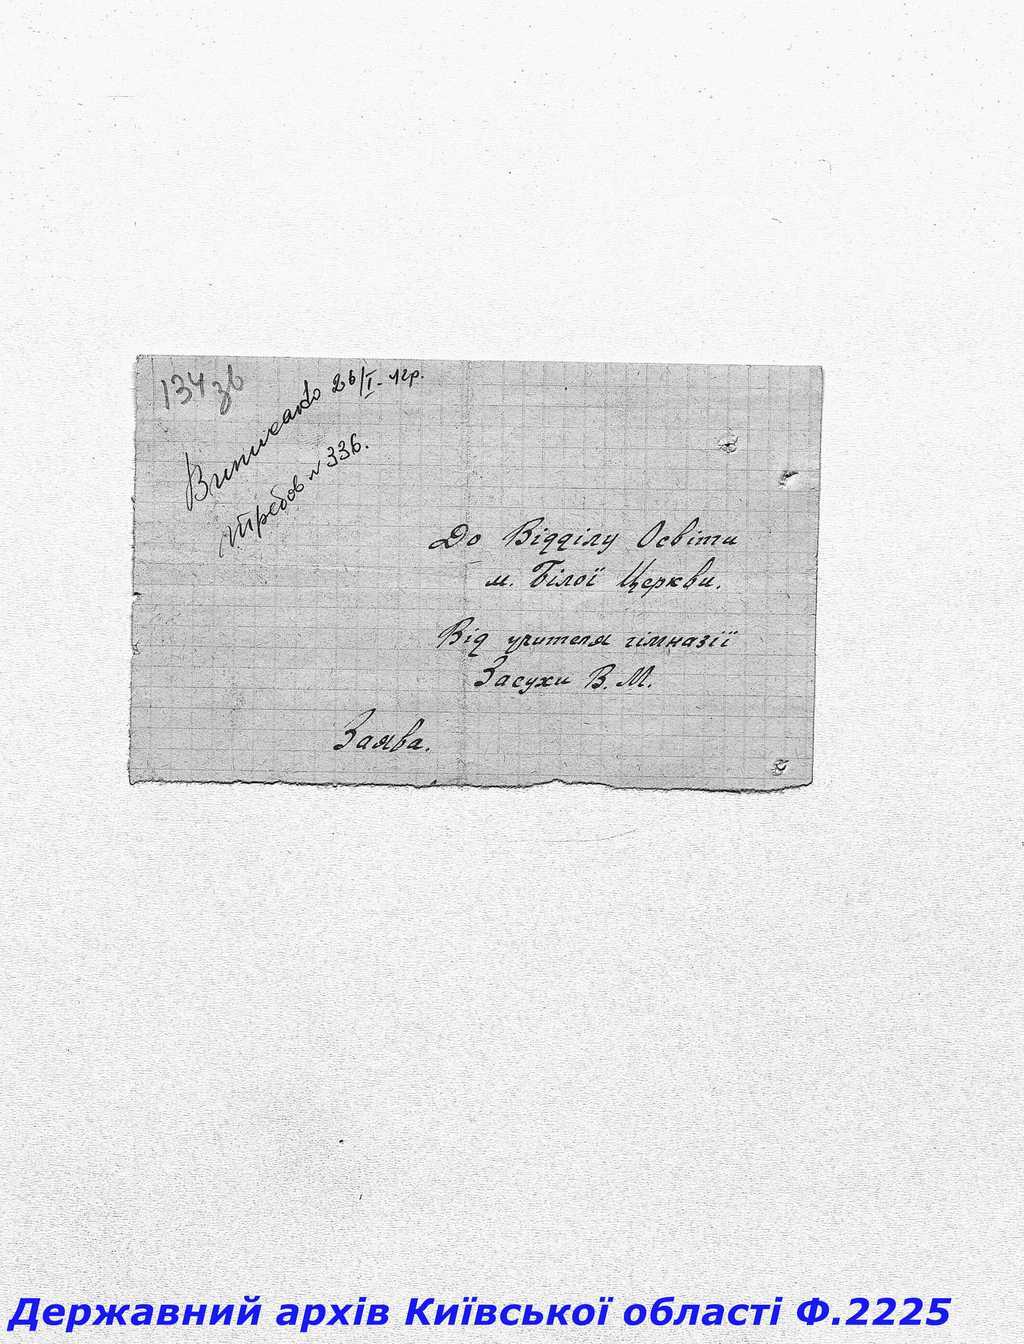 134 зв
Виписано 26/I-42р.
Требов № 336.
До Відділу Освіти
м. Білої Церкви.
Від учителя гімназії
Засухи В. М.
Заява.
Державний архів Київської області Ф.2225